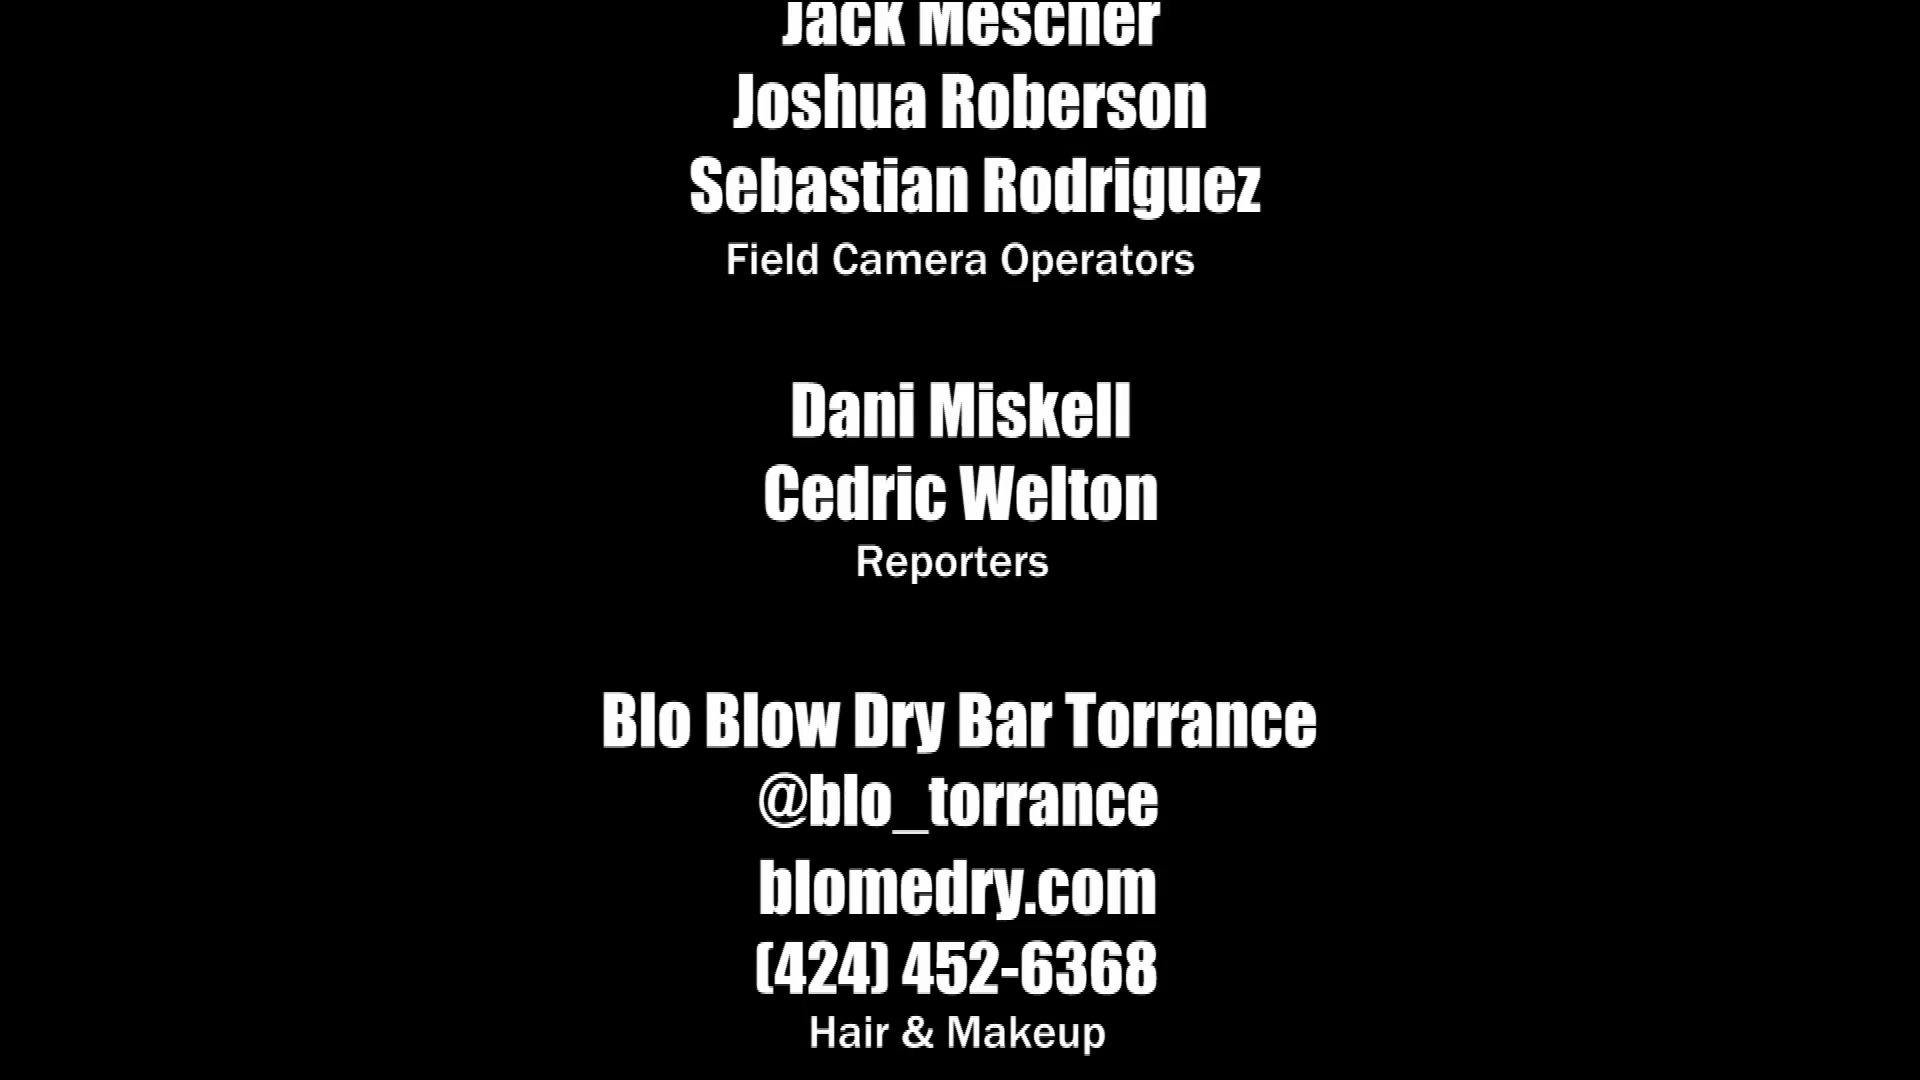 Jack Mescher
Joshua Roberson
Sebastian Rodriguez
Field Camera Operators
Dani Miskell
Cedric Welton
Reporters
Blo Blow Dry Bar Torrance
@blo_torrance
blomedry.com
(424) 452-6368
Hair & Makeup